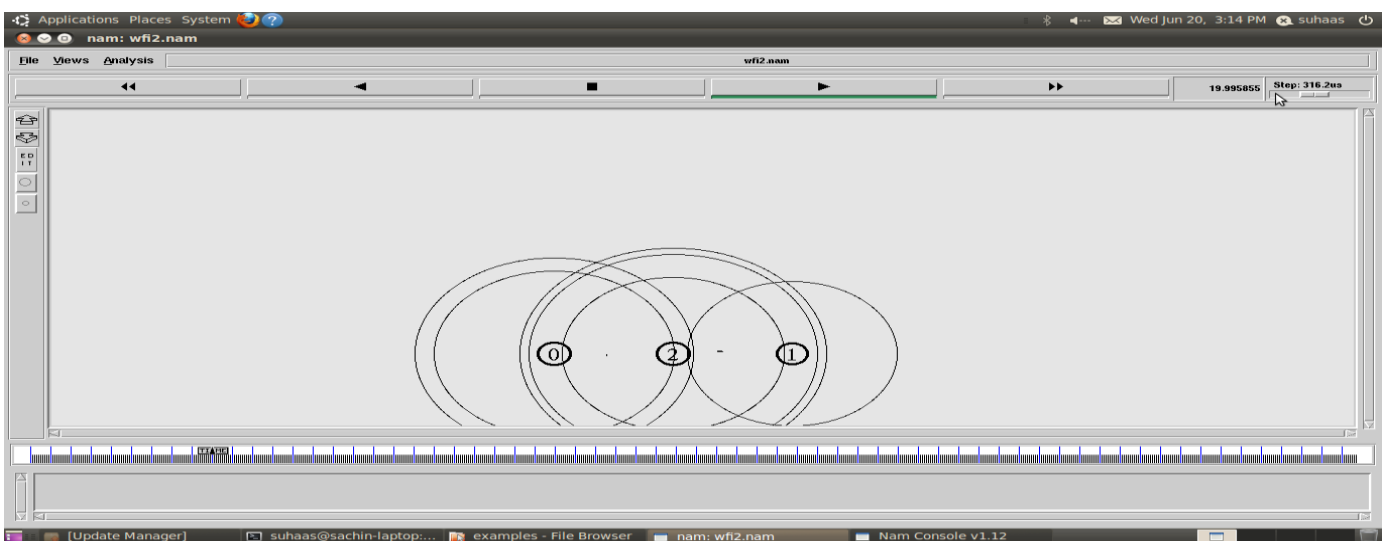 Applications Places System Wed Jun 20, 3:14 PM suhaas
nam: wfi2.nam
File Views Analysis wfi2.nam
19.995855 Step: 316.2us
E D
I T
0 2 1
TIME
[Update Manager] suhaas@sachin-laptop:... examples - File Browser nam: wfi2.nam Nam Console v1.12